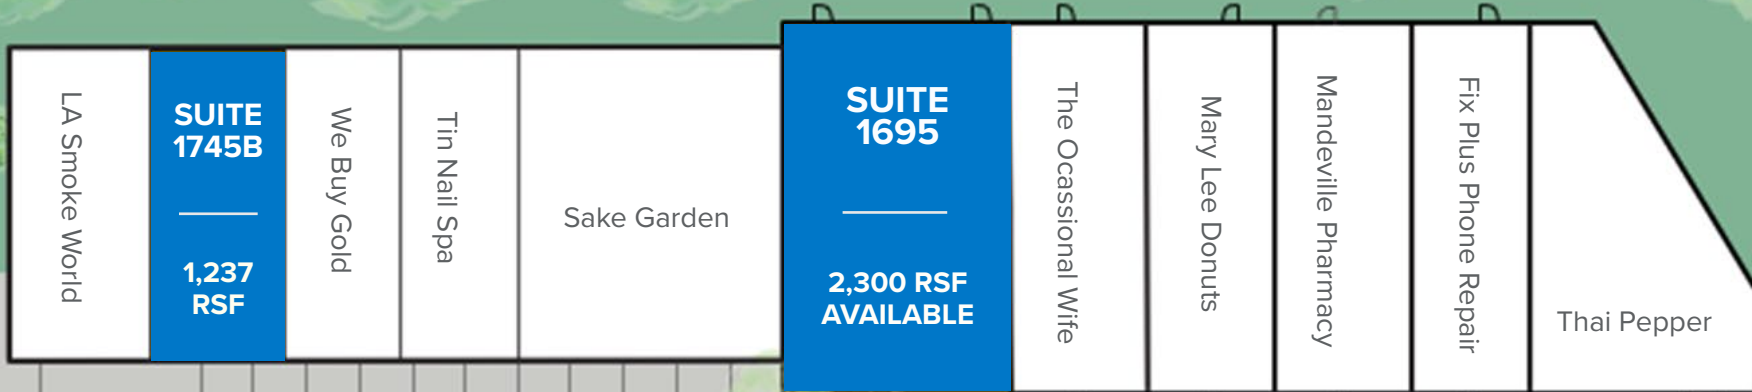 LA Smoke World
SUITE
1745B
1,237
RSF
We Buy Gold
Tin Nail Spa
Sake Garden
SUITE
1695
2,300 RSF
AVAILABLE
The Ocassional Wife
Mary Lee Donuts
Mandeville Pharmacy
Fix Plus Phone Repair
Thai Pepper